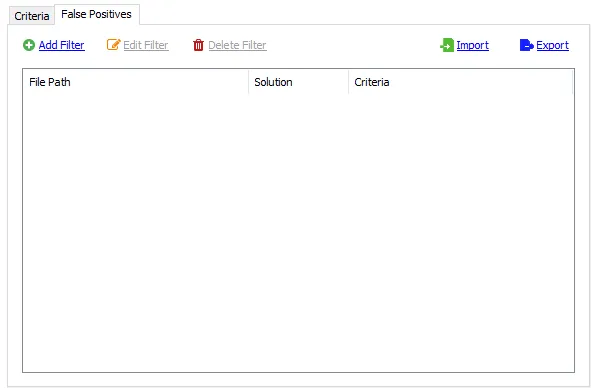 Criteria
False Positives
Add Filter
Edit Filter
Delete Filter
Import
Export
File Path
Solution
Criteria